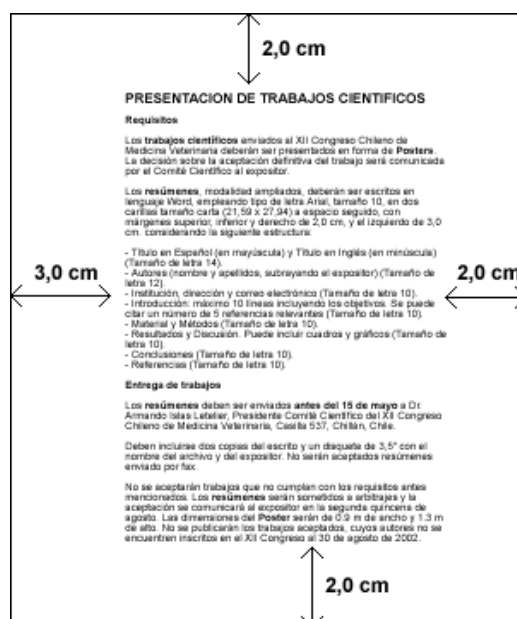 2,0 cm
PRESENTACION DE TRABAJOS CIENTIFICOS
Requisitos
Los trabajos científicos enviados al XII Congreso Chileno de
Medicina Veterinaria deberán ser presentados en forma de Posters.
La decisión sobre la aceptación definitiva del trabajo será comunicada
por el Comité Científico al expositor.
Los resúmenes, modalidad ampliados, deberán ser escritos en
lenguaje Word, empleando tipo de letra Arial, tamaño 10, en dos
carillas tamaño carta (21,59 x 27,94) a espacio seguido, con
márgenes superior, inferior y derecho de 2,0 cm, y el izquierdo de 3,0
cm. considerando la siguiente estructura:
- Título en Español (en mayúscula) y Título en Inglés (en minúscula)
(Tamaño de letra 14).
- Autores (nombre y apellidos, subrayando el expositor) (Tamaño de
letra 12).
- Institución, dirección y correo electrónico (Tamaño de letra 10).
- Introducción: máximo 10 líneas incluyendo los objetivos. Se puede
citar un número de 5 referencias relevantes (Tamaño de letra 10).
- Material y Métodos (Tamaño de letra 10).
- Resultados y Discusión. Puede incluir cuadros y gráficos (Tamaño de
letra 10).
- Conclusiones (Tamaño de letra 10).
- Referencias (Tamaño de letra 10).
3,0 cm
2,0 cm
Entrega de trabajos
Los resúmenes deben ser enviados antes del 15 de mayo a Dr.
Armando Islas Letelier, Presidente Comité Científico del XII Congreso
Chileno de Medicina Veterinaria, Casilla 537, Chillán, Chile.
Deben incluirse dos copias del escrito y un disquete de 3,5" con el
nombre del archivo y del expositor. No serán aceptados resúmenes
enviado por fax.
No se aceptarán trabajos que no cumplan con los requisitos antes
mencionados. Los resúmenes serán sometidos a arbitrajes y la
aceptación se comunicará al expositor en la segunda quincena de
agosto. Las dimensiones del Poster serán de 0.9 m de ancho y 1.3 m
de alto. No se publicarán los trabajos aceptados, cuyos autores no se
encuentren inscritos en el XII Congreso al 30 de agosto de 2002.
2,0 cm